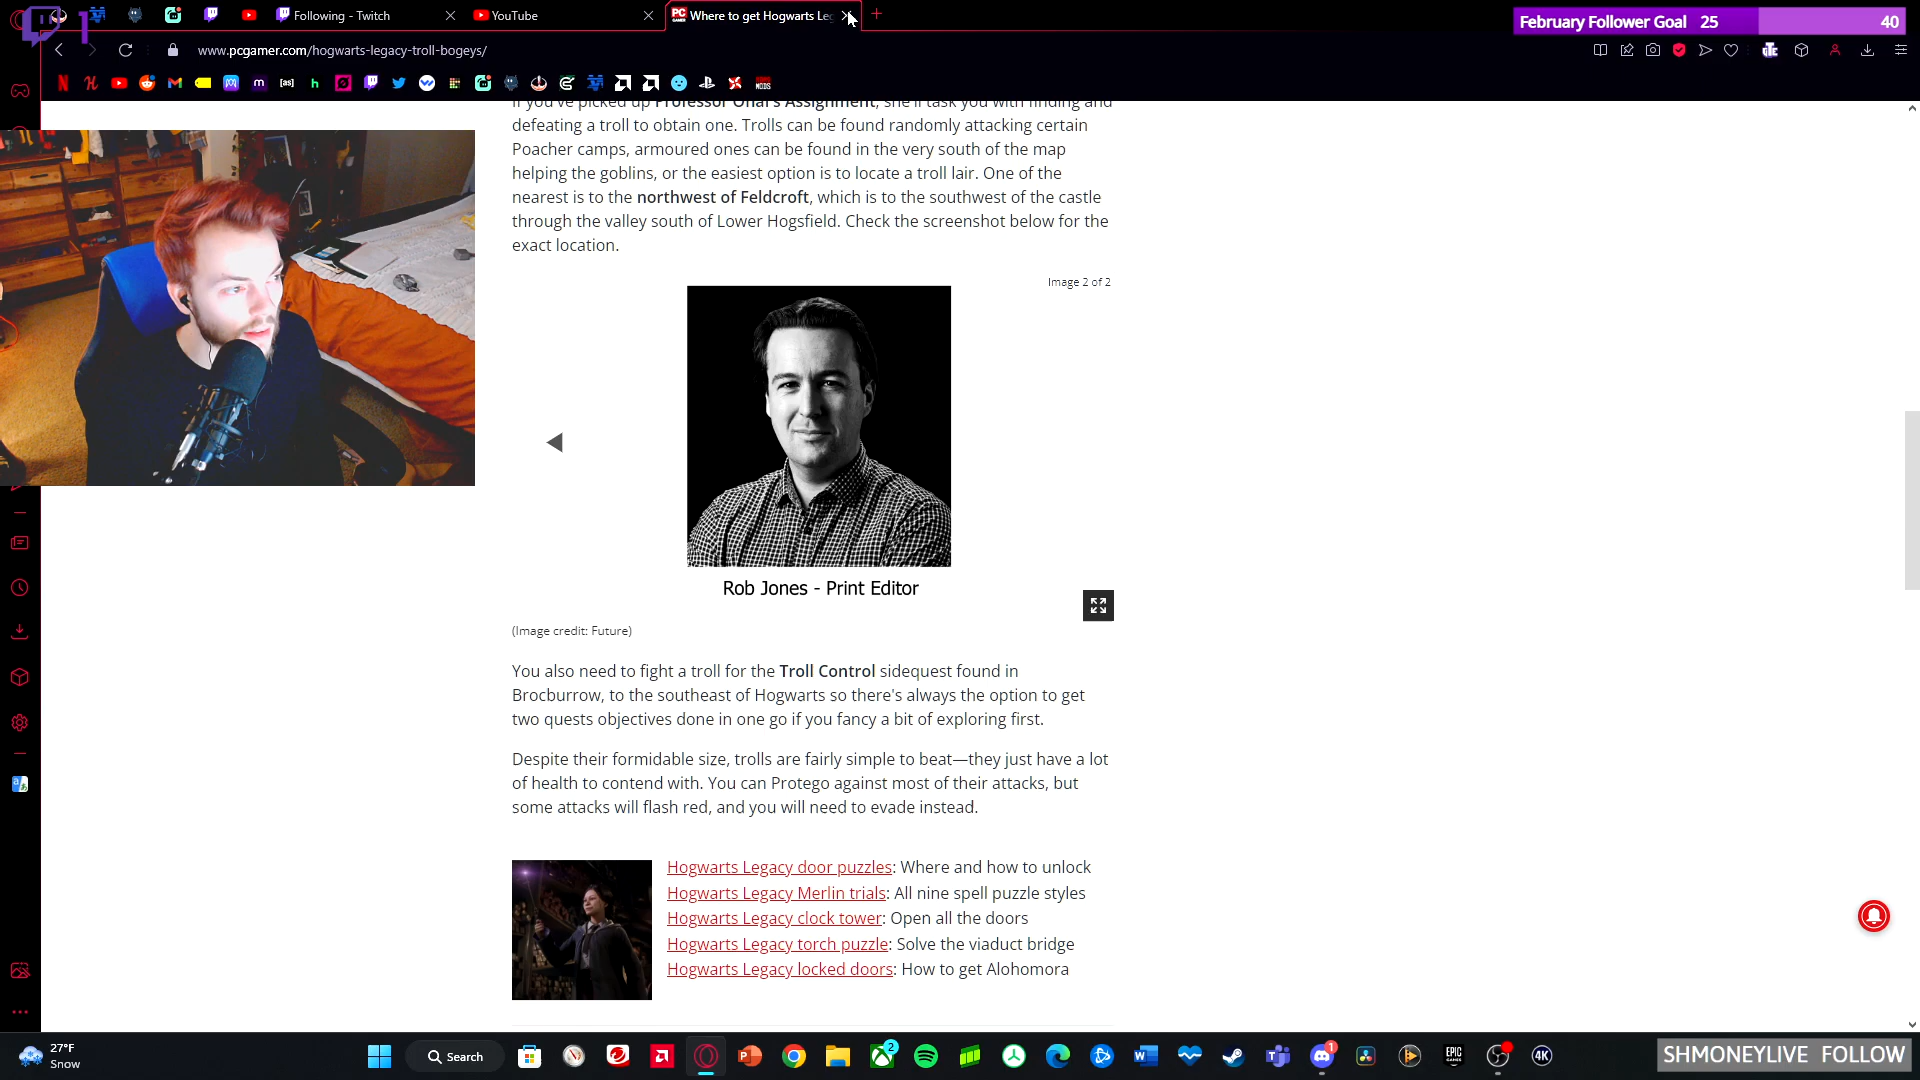 Following - Twitch
YouTube
Where to get Hogwarts Leg
February Follower Goal 25 40
www.pcgamer.com/hogwarts-legacy-troll-bogeys/
If you've picked up Professor Onai's Assignment, she'll task you with finding and
defeating a troll to obtain one. Trolls can be found randomly attacking certain
Poacher camps, armoured ones can be found in the very south of the map
helping the goblins, or the easiest option is to locate a troll lair. One of the
nearest is to the northwest of Feldcroft, which is to the southwest of the castle
through the valley south of Lower Hogsfield. Check the screenshot below for the
exact location.
Image 2 of 2
Rob Jones - Print Editor
(Image credit: Future)
You also need to fight a troll for the Troll Control sidequest found in
Brocburrow, to the southeast of Hogwarts so there's always the option to get
two quests objectives done in one go if you fancy a bit of exploring first.
Despite their formidable size, trolls are fairly simple to beat—they just have a lot
of health to contend with. You can Protego against most of their attacks, but
some attacks will flash red, and you will need to evade instead.
Hogwarts Legacy door puzzles: Where and how to unlock
Hogwarts Legacy Merlin trials: All nine spell puzzle styles
Hogwarts Legacy clock tower: Open all the doors
Hogwarts Legacy torch puzzle: Solve the viaduct bridge
Hogwarts Legacy locked doors: How to get Alohomora
27°F
Snow
Search
SHMONEYLIVE FOLLOW